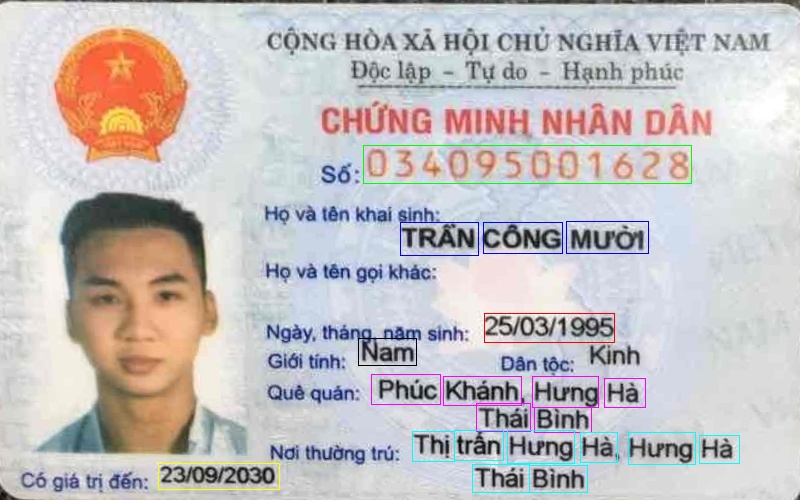 CỘNG HÒA XÃ HỘI CHỦ NGHĨA VIỆT NAM
Độc lập - Tự do - Hạnh phúc
CHỨNG MINH NHÂN DÂN
Số: 034095001628
Họ và tên khai sinh:
TRẦN CÔNG MƯỜI
Họ và tên gọi khác:
Ngày, tháng, năm sinh: 25/03/1995
Giới tính: Nam Dân tộc: Kinh
Quê quán: Phúc Khánh, Hưng Hà
Thái Bình
Nơi thường trú: Thị trấn Hưng Hà, Hưng Hà
Thái Bình
Có giá trị đến: 23/09/2030